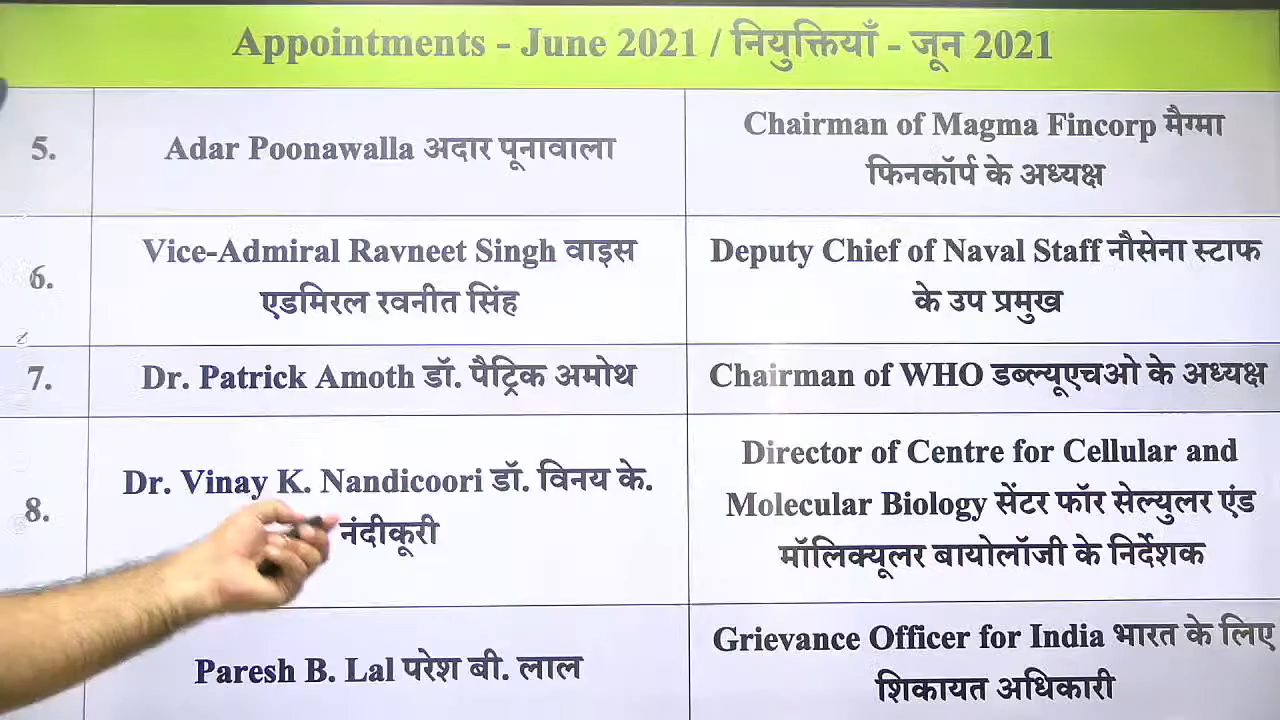 Appointments - June 2021 / नियुक्तियाँ - जून 2021
5.
Adar Poonawalla अदार पूनावाला
Chairman of Magma Fincorp मैग्मा
फिनकॉर्प के अध्यक्ष
6.
Vice-Admiral Ravneet Singh वाइस
एडमिरल रवनीत सिंह
Deputy Chief of Naval Staff नौसेना स्टाफ
के उप प्रमुख
7.
Dr. Patrick Amoth डॉ. पैट्रिक अमोथ
Chairman of WHO डब्ल्यूएचओ के अध्यक्ष
8.
Dr. Vinay K. Nandicoori डॉ. विनय के.
नंदीकूरी
Director of Centre for Cellular and
Molecular Biology सेंटर फॉर सेल्युलर एंड
मॉलिक्यूलर बायोलॉजी के निर्देशक
Paresh B. Lal परेश बी. लाल
Grievance Officer for India भारत के लिए
शिकायत अधिकारी